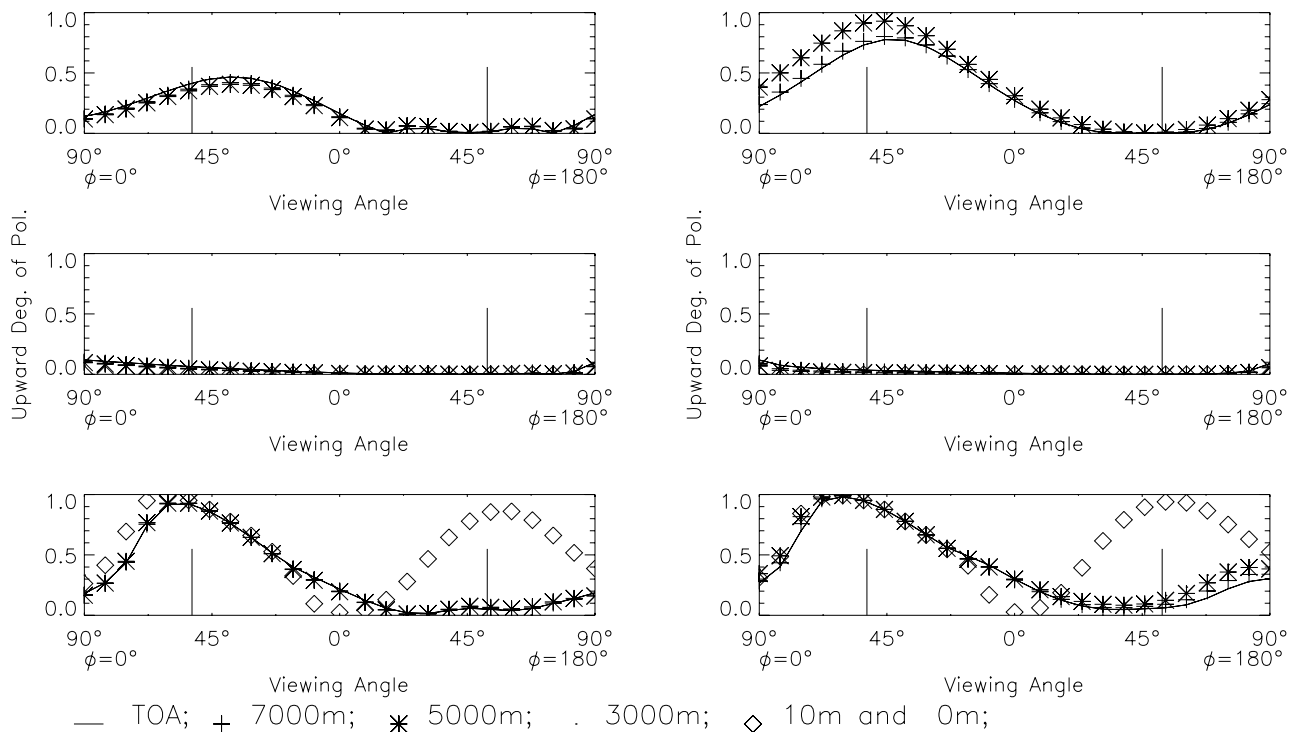 1.0 1.0
0.5 0.5
0.0 0.0
90° 45° 0° 45° 90° 90° 45° 0° 45° 90°
ϕ=0° ϕ=180° ϕ=0° ϕ=180°
Viewing Angle Viewing Angle
Upward Deg. of Pol. Upward Deg. of Pol.
1.0 1.0
0.5 0.5
0.0 0.0
90° 45° 0° 45° 90° 90° 45° 0° 45° 90°
ϕ=0° ϕ=180° ϕ=0° ϕ=180°
Viewing Angle Viewing Angle
1.0 1.0
0.5 0.5
0.0 0.0
90° 45° 0° 45° 90° 90° 45° 0° 45° 90°
ϕ=0° ϕ=180° ϕ=0° ϕ=180°
Viewing Angle Viewing Angle
TOA; 7000m; 5000m; 3000m; 10m and 0m;